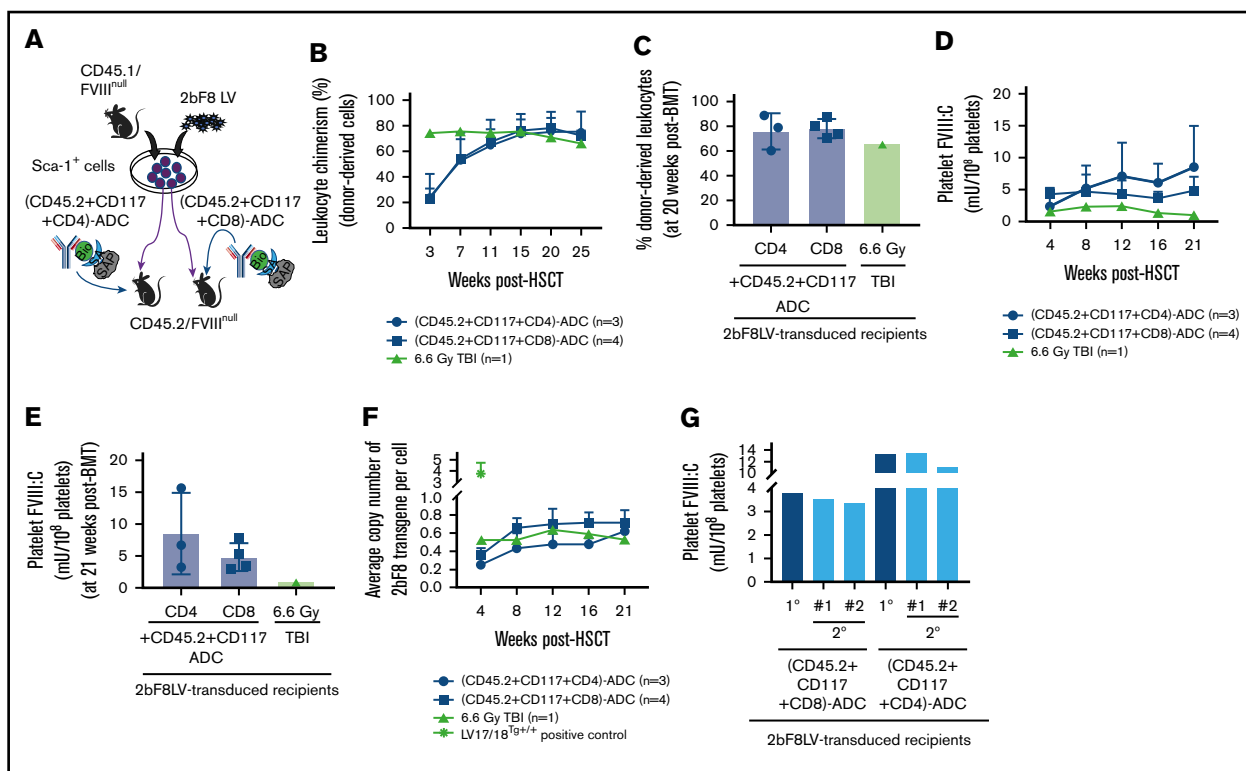 A
CD45.1/
FVIII^null
2bF8 LV
Sca-1+ cells
(CD45.2+CD117
+CD4)-ADC
(CD45.2+CD117
+CD8)-ADC
Bio
SA
SAP
Bio
SA
SAP
CD45.2/FVIII^null
B
Leukocyte chimerism (%)
(donor-derived cells)
100
80
60
40
20
0
3 7 11 15 20 25
Weeks post-HSCT
(CD45.2+CD117+CD4)-ADC (n=3)
(CD45.2+CD117+CD8)-ADC (n=4)
6.6 Gy TBI (n=1)
C
% donor-derived leukocytes
(at 20 weeks post-BMT)
100
80
60
40
20
0
CD4 CD8 6.6 Gy
+CD45.2+CD117 TBI
ADC
2bF8LV-transduced recipients
D
Platelet FVIII:C
(mU/10^8 platelets)
20
15
10
5
0
4 8 12 16 21
Weeks post-HSCT
(CD45.2+CD117+CD4)-ADC (n=3)
(CD45.2+CD117+CD8)-ADC (n=4)
6.6 Gy TBI (n=1)
E
Platelet FVIII:C
(mU/10^8 platelets)
(at 21 weeks post-BMT)
20
15
10
5
0
CD4 CD8 6.6 Gy
+CD45.2+CD117 TBI
ADC
2bF8LV-transduced recipients
F
Average copy number of
2bF8 transgene per cell
5
4
3
1.0
0.8
0.6
0.4
0.2
0.0
4 8 12 16 21
Weeks post-HSCT
(CD45.2+CD117+CD4)-ADC (n=3)
(CD45.2+CD117+CD8)-ADC (n=4)
6.6 Gy TBI (n=1)
LV17/18^Tg+/+ positive control
G
Platelet FVIII:C
(mU/10^8 platelets)
14
12
10
4
3
2
1
0
1° #1 #2 1° #1 #2
2° 2°
(CD45.2+ (CD45.2+
CD117 CD117
+CD8)-ADC +CD4)-ADC
2bF8LV-transduced recipients